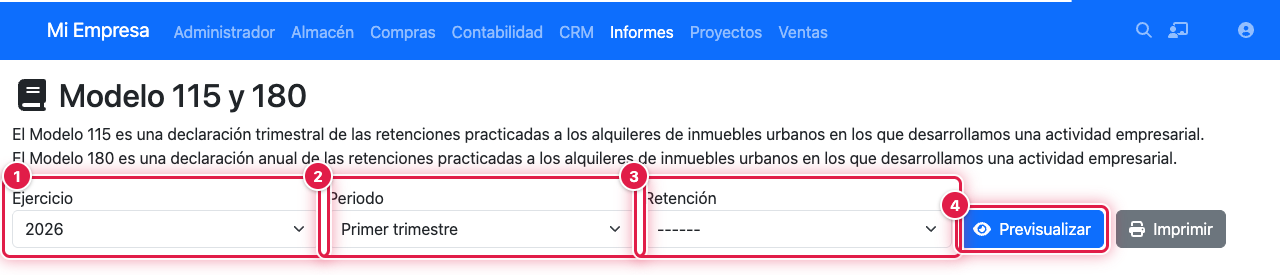 Mi Empresa Administrador Almacén Compras Contabilidad CRM Informes Proyectos Ventas
Modelo 115 y 180
El Modelo 115 es una declaración trimestral de las retenciones practicadas a los alquileres de inmuebles urbanos en los que desarrollamos una actividad empresarial.
El Modelo 180 es una declaración anual de las retenciones practicadas a los alquileres de inmuebles urbanos en los que desarrollamos una actividad empresarial.
1 2 3
Ejercicio Periodo Retención
4
2026 Primer trimestre ------ Previsualizar Imprimir